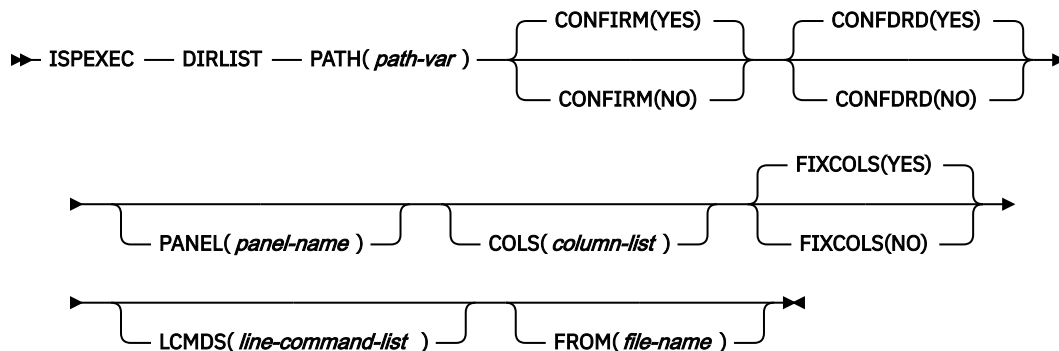 CONFIRM(YES) CONFDRD(YES)
ISPEXEC DIRLIST PATH( path-var )
CONFIRM(NO) CONFDRD(NO)
FIXCOLS(YES)
PANEL( panel-name ) COLS( column-list ) FIXCOLS(NO)
LCMDS( line-command-list ) FROM( file-name )